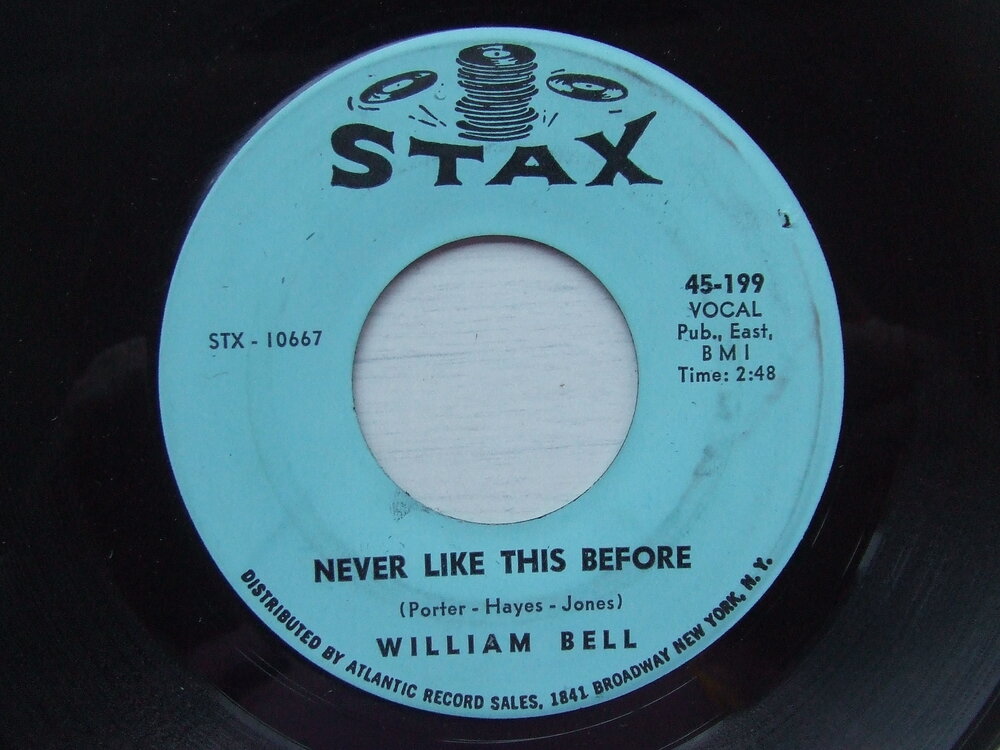 STAX
STX - 10667
45-199
VOCAL
Pub., East,
B M I
Time: 2:48
NEVER LIKE THIS BEFORE
(Porter - Hayes - Jones)
WILLIAM BELL
DISTRIBUTED BY ATLANTIC RECORD SALES, 1841 BROADWAY NEW YORK, N. Y.